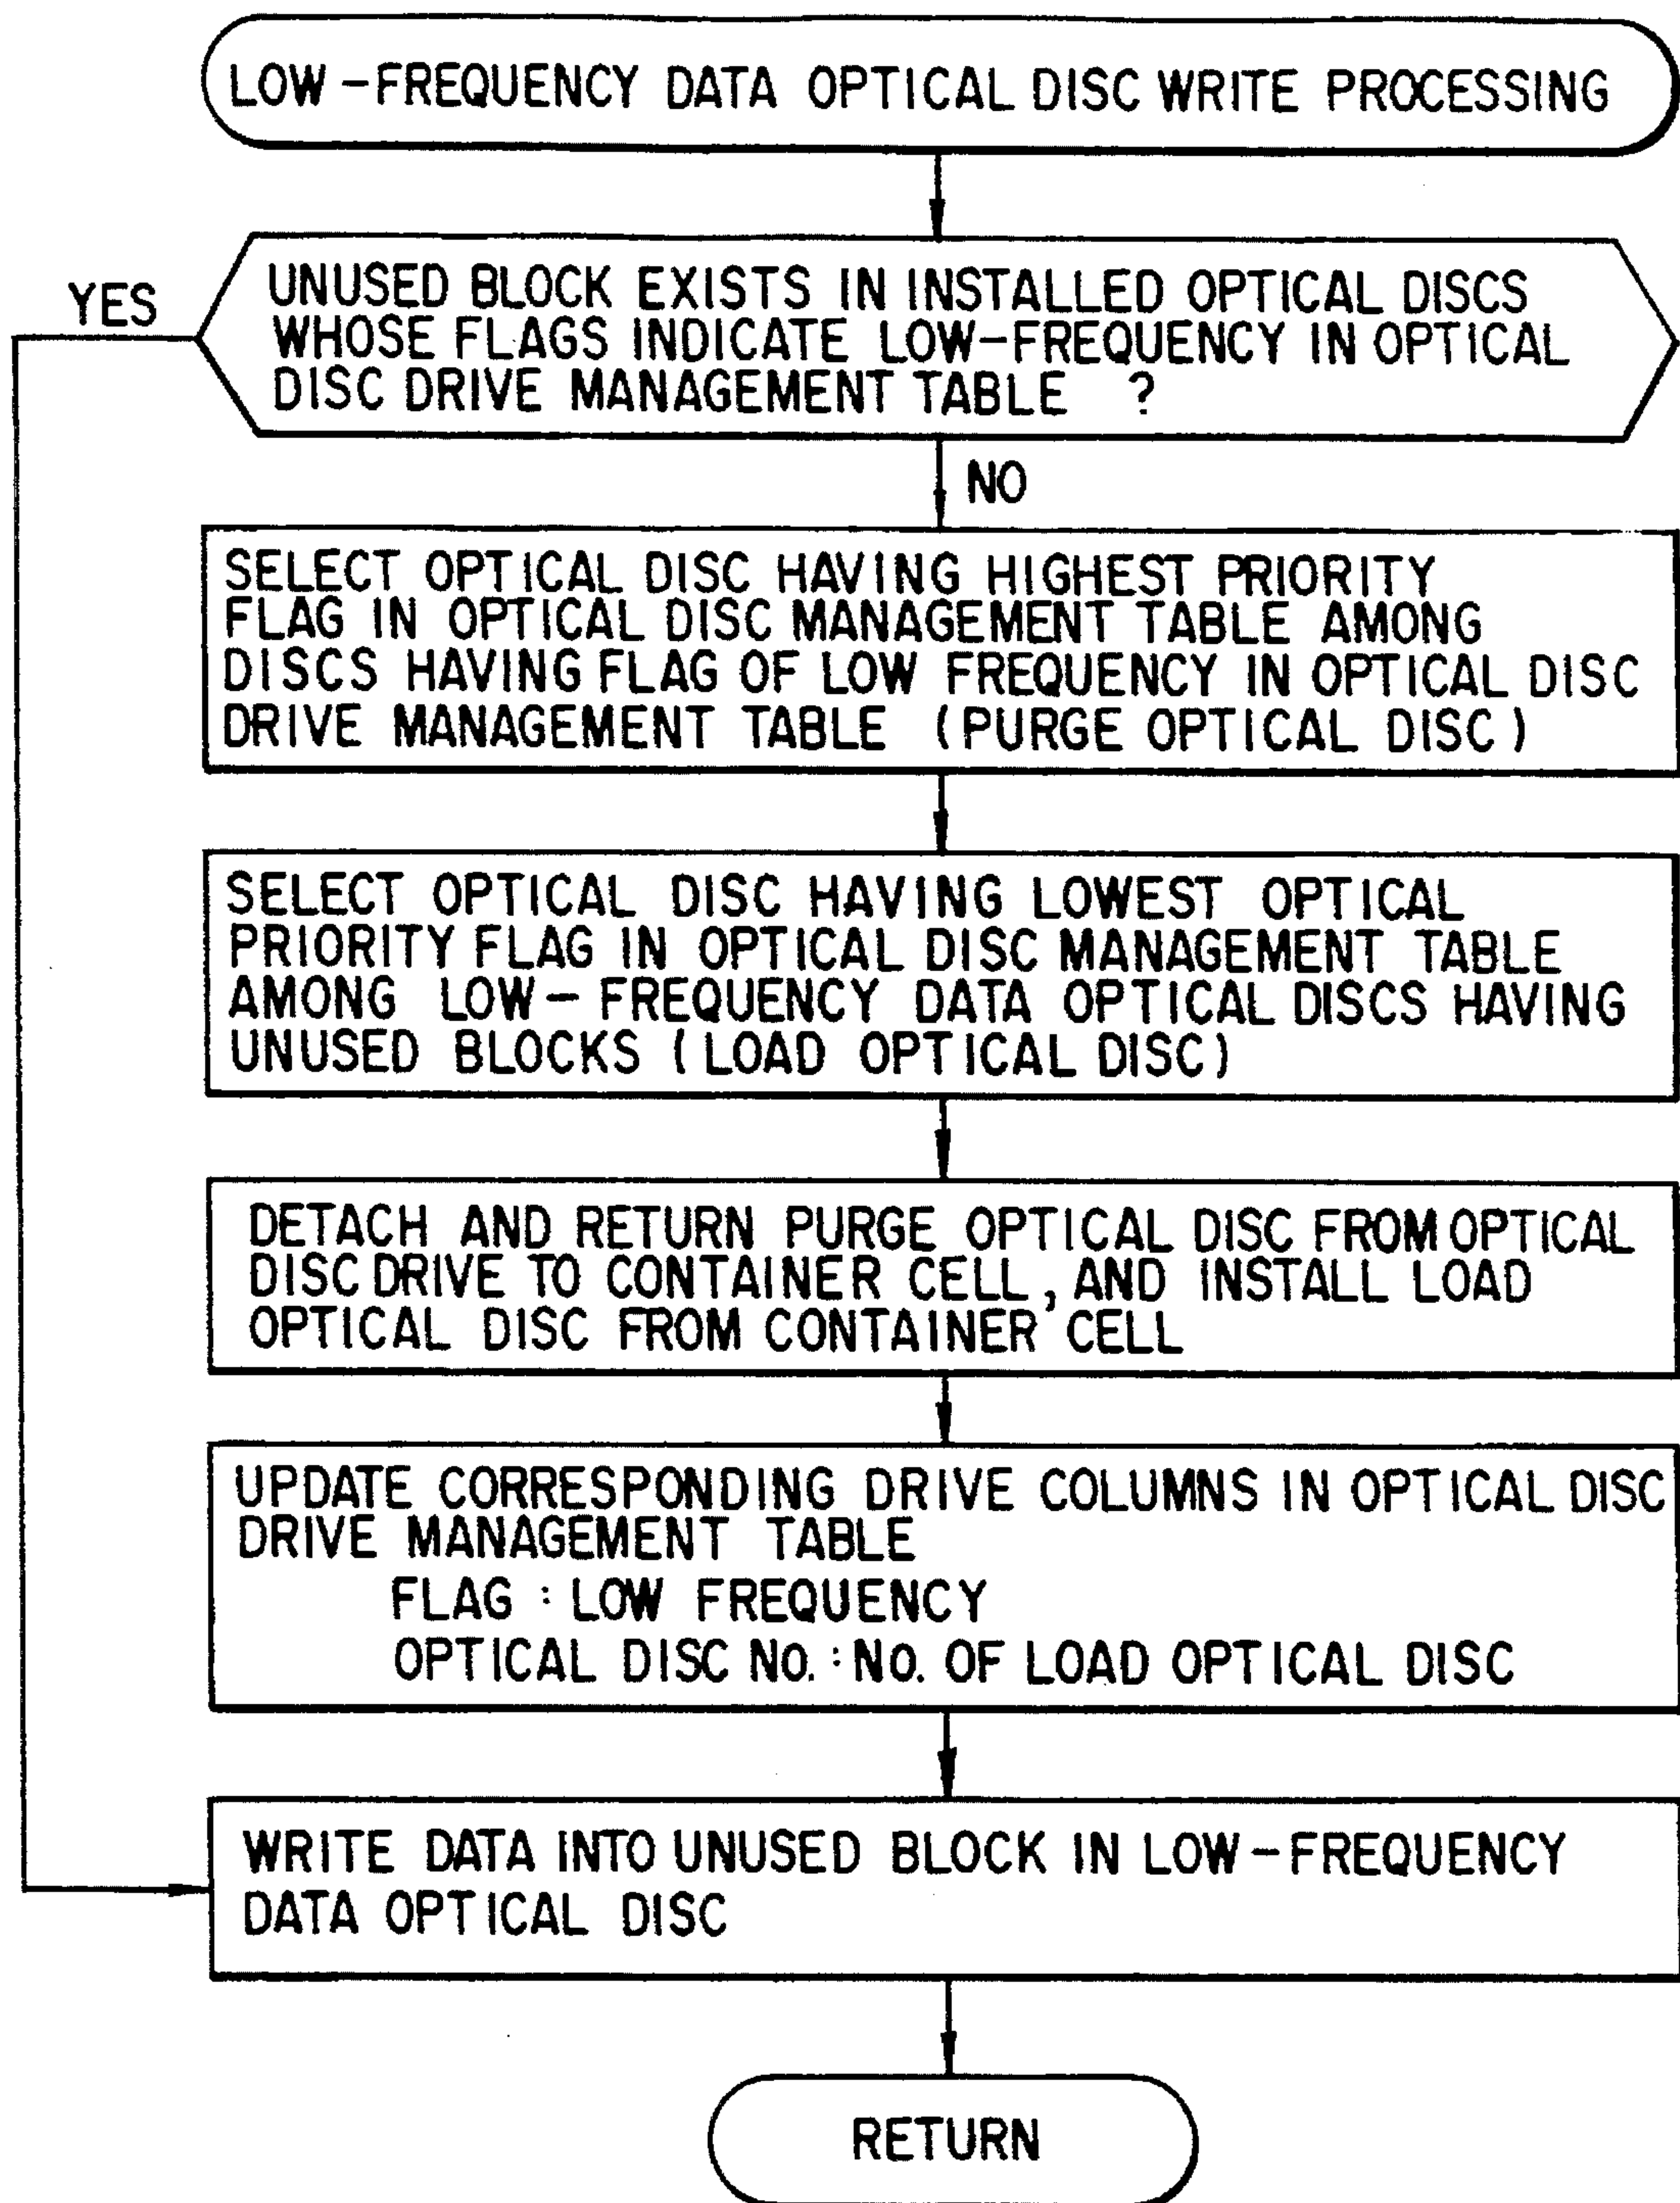 LOW-FREQUENCY DATA OPTICAL DISC WRITE PROCESSING
YES
UNUSED BLOCK EXISTS IN INSTALLED OPTICAL DISCS
WHOSE FLAGS INDICATE LOW-FREQUENCY IN OPTICAL
DISC DRIVE MANAGEMENT TABLE ?
NO
SELECT OPTICAL DISC HAVING HIGHEST PRIORITY
FLAG IN OPTICAL DISC MANAGEMENT TABLE AMONG
DISCS HAVING FLAG OF LOW FREQUENCY IN OPTICAL DISC
DRIVE MANAGEMENT TABLE (PURGE OPTICAL DISC)
SELECT OPTICAL DISC HAVING LOWEST OPTICAL
PRIORITY FLAG IN OPTICAL DISC MANAGEMENT TABLE
AMONG LOW-FREQUENCY DATA OPTICAL DISCS HAVING
UNUSED BLOCKS (LOAD OPTICAL DISC)
DETACH AND RETURN PURGE OPTICAL DISC FROM OPTICAL
DISC DRIVE TO CONTAINER CELL, AND INSTALL LOAD
OPTICAL DISC FROM CONTAINER CELL
UPDATE CORRESPONDING DRIVE COLUMNS IN OPTICAL DISC
DRIVE MANAGEMENT TABLE
FLAG : LOW FREQUENCY
OPTICAL DISC NO. : NO. OF LOAD OPTICAL DISC
WRITE DATA INTO UNUSED BLOCK IN LOW-FREQUENCY
DATA OPTICAL DISC
RETURN